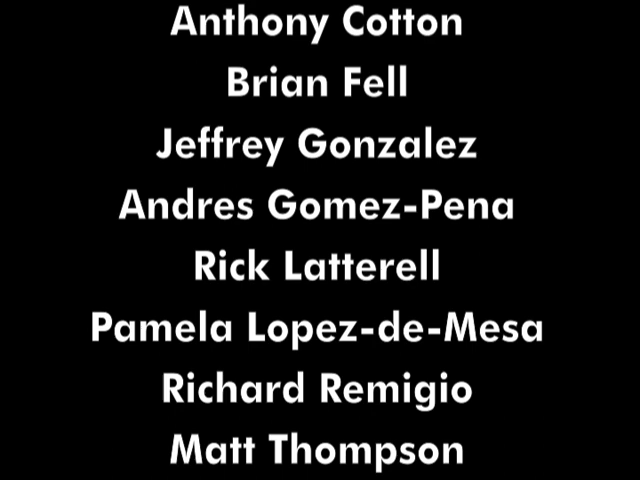 Anthony Cotton
Brian Fell
Jeffrey Gonzalez
Andres Gomez-Pena
Rick Latterell
Pamela Lopez-de-Mesa
Richard Remigio
Matt Thompson